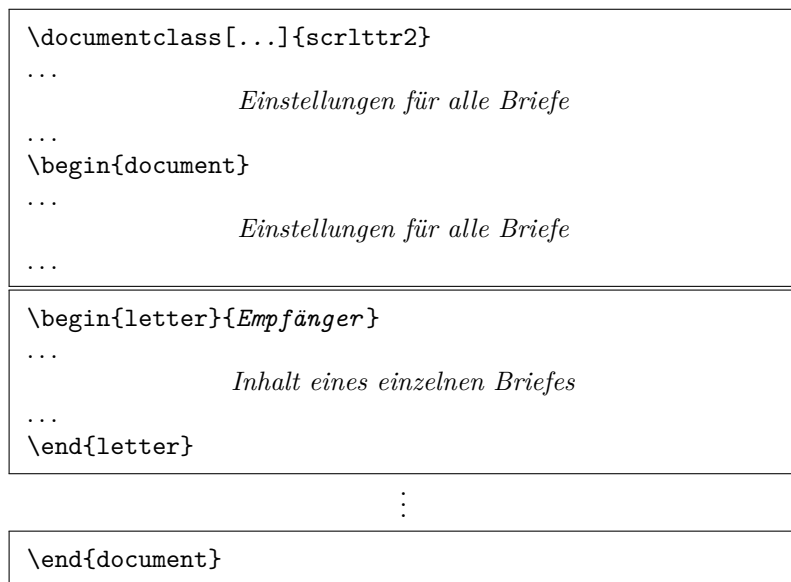 \documentclass[...]{scrlttr2}
...
Einstellungen für alle Briefe
...
\begin{document}
...
Einstellungen für alle Briefe
...
\begin{letter}{Empfänger}
...
Inhalt eines einzelnen Briefes
...
\end{letter}
⋮
\end{document}